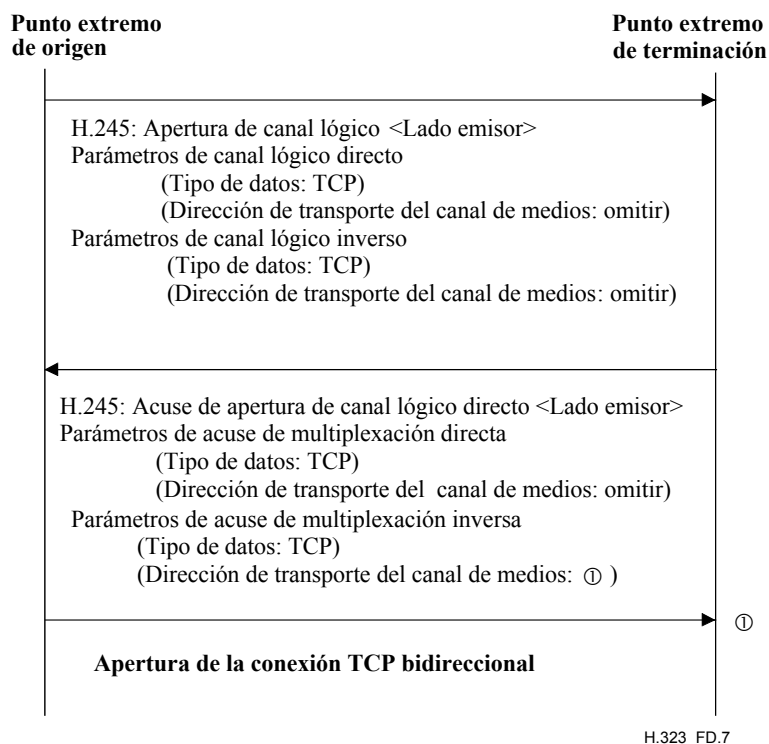 Punto extremo
de origen
Punto extremo
de terminación
H.245: Apertura de canal lógico <Lado emisor>
Parámetros de canal lógico directo
(Tipo de datos: TCP)
(Dirección de transporte del canal de medios: omitir)
Parámetros de canal lógico inverso
(Tipo de datos: TCP)
(Dirección de transporte del canal de medios: omitir)
H.245: Acuse de apertura de canal lógico directo <Lado emisor>
Parámetros de acuse de multiplexación directa
(Tipo de datos: TCP)
(Dirección de transporte del canal de medios: omitir)
Parámetros de acuse de multiplexación inversa
(Tipo de datos: TCP)
(Dirección de transporte del canal de medios: ① )
①
Apertura de la conexión TCP bidireccional
H.323_FD.7